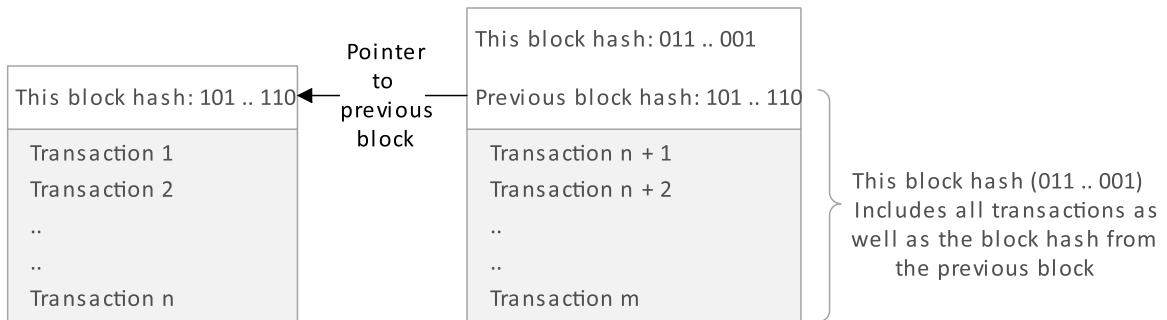 This block hash: 101 .. 110
Transaction 1
Transaction 2
..
..
Transaction n
Pointer
to
previous
block
This block hash: 011 .. 001
Previous block hash: 101 .. 110
Transaction n + 1
Transaction n + 2
..
..
Transaction m
This block hash (011 .. 001)
Includes all transactions as
well as the block hash from
the previous block